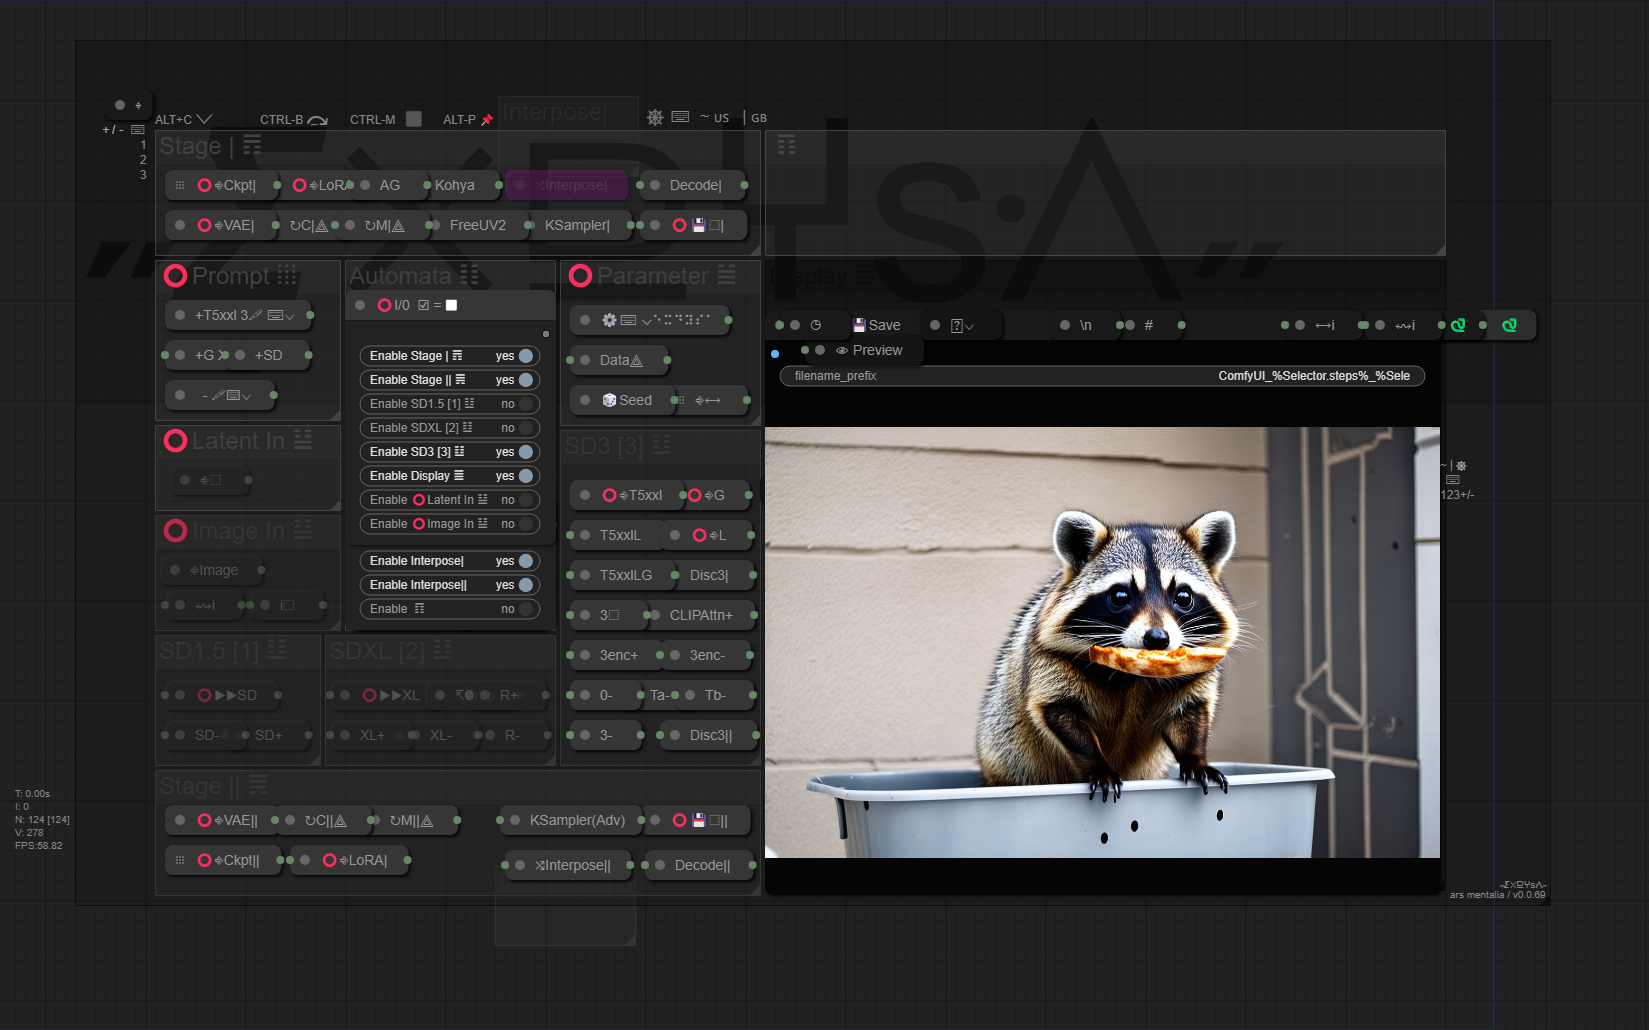 ALT+C
CTRL-B
CTRL-M
ALT-P
Interpose|
~ US | GB
+/-
1
2
3
Stage |
Ckpt|
LoRA
AG
Kohya
Interpose|
Decode|
VAE|
C|
M|
FreeUV2
KSampler|
Prompt
+T5xxl 3
+G
+SD
-
Automata
I/0 ☑ =
Enable Stage | yes
Enable Stage || yes
Enable SD1.5 [1] no
Enable SDXL [2] no
Enable SD3 [3] yes
Enable Display yes
Enable Latent In no
Enable Image In no
Enable Interpose| yes
Enable Interpose|| yes
Enable no
Parameter
Data
Seed
Display
Save
\n
#
i
i
Preview
filename_prefix ComfyUI_%Selector.steps%_%Sele
Latent In
Image In
Image
i
i
SD3 [3]
T5xxl
G
T5xxlL
L
T5xxlLG
Disc3|
3
CLIPAttn+
3enc+
3enc-
0-
Ta-
Tb-
3-
Disc3||
SD1.5 [1]
SD
SD-
SD+
SDXL [2]
XL
R+
XL+
XL-
R-
Stage ||
VAE||
C||
M||
KSampler(Adv)
||
Ckpt||
LoRA|
Interpose||
Decode||
~ |
123+/-
T: 0.00s
I: 0
N: 124 [124]
V: 278
FPS:58.82
ars mentalia / v0.0.69